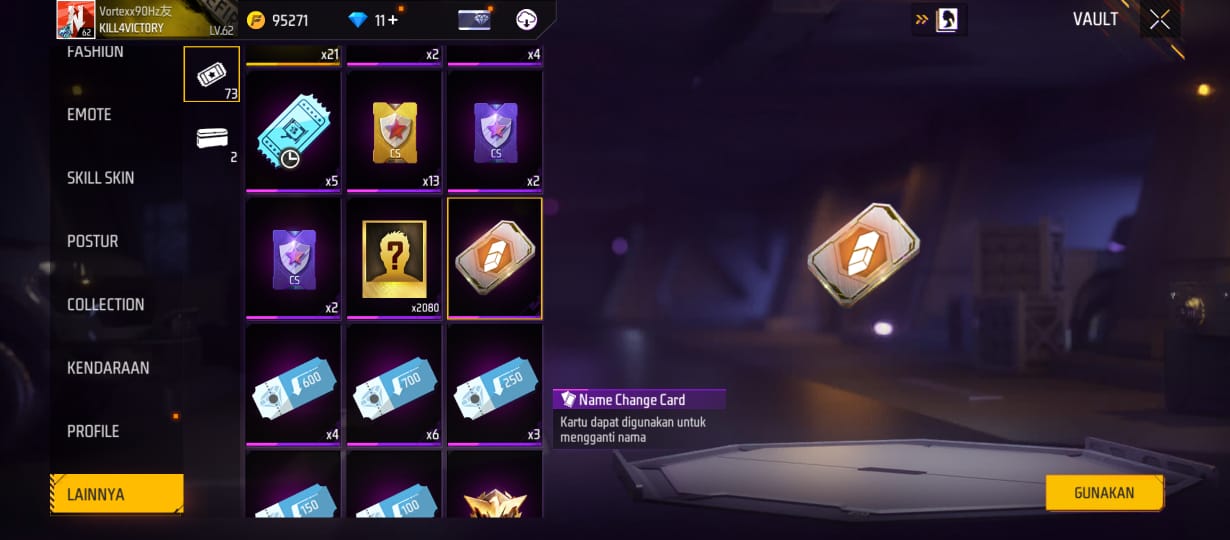 Vortexx90Hz友
KILL4VICTORY
62
LV.62
95271
11+
VAULT
FASHION
EMOTE
SKILL SKIN
POSTUR
COLLECTION
KENDARAAN
PROFILE
LAINNYA
73
2
x21
x2
x4
x5
CS
x13
CS
x2
CS
x2
?
x2080
600
x4
700
x6
250
x3
150
100
Name Change Card
Kartu dapat digunakan untuk
mengganti nama
GUNAKAN